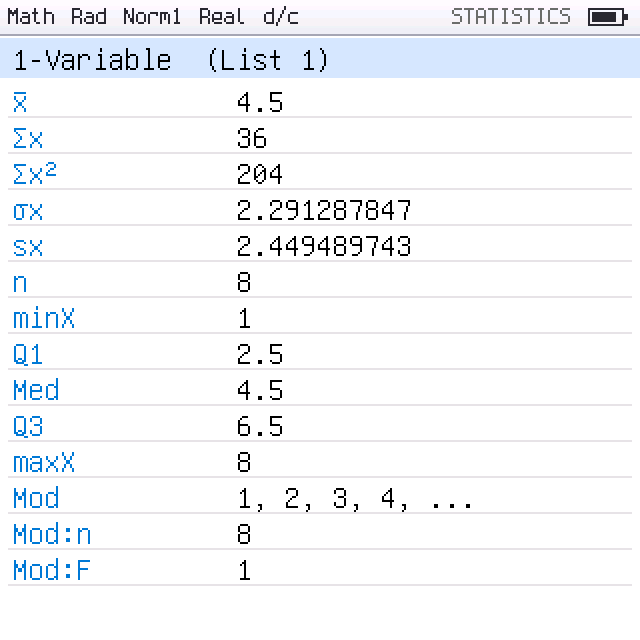 Math Rad Norm1 Real d/c STATISTICS
1-Variable (List 1)
x̄ 4.5
Σx 36
Σx² 204
σx 2.291287847
sx 2.449489743
n 8
minX 1
Q1 2.5
Med 4.5
Q3 6.5
maxX 8
Mod 1, 2, 3, 4, ...
Mod:n 8
Mod:F 1